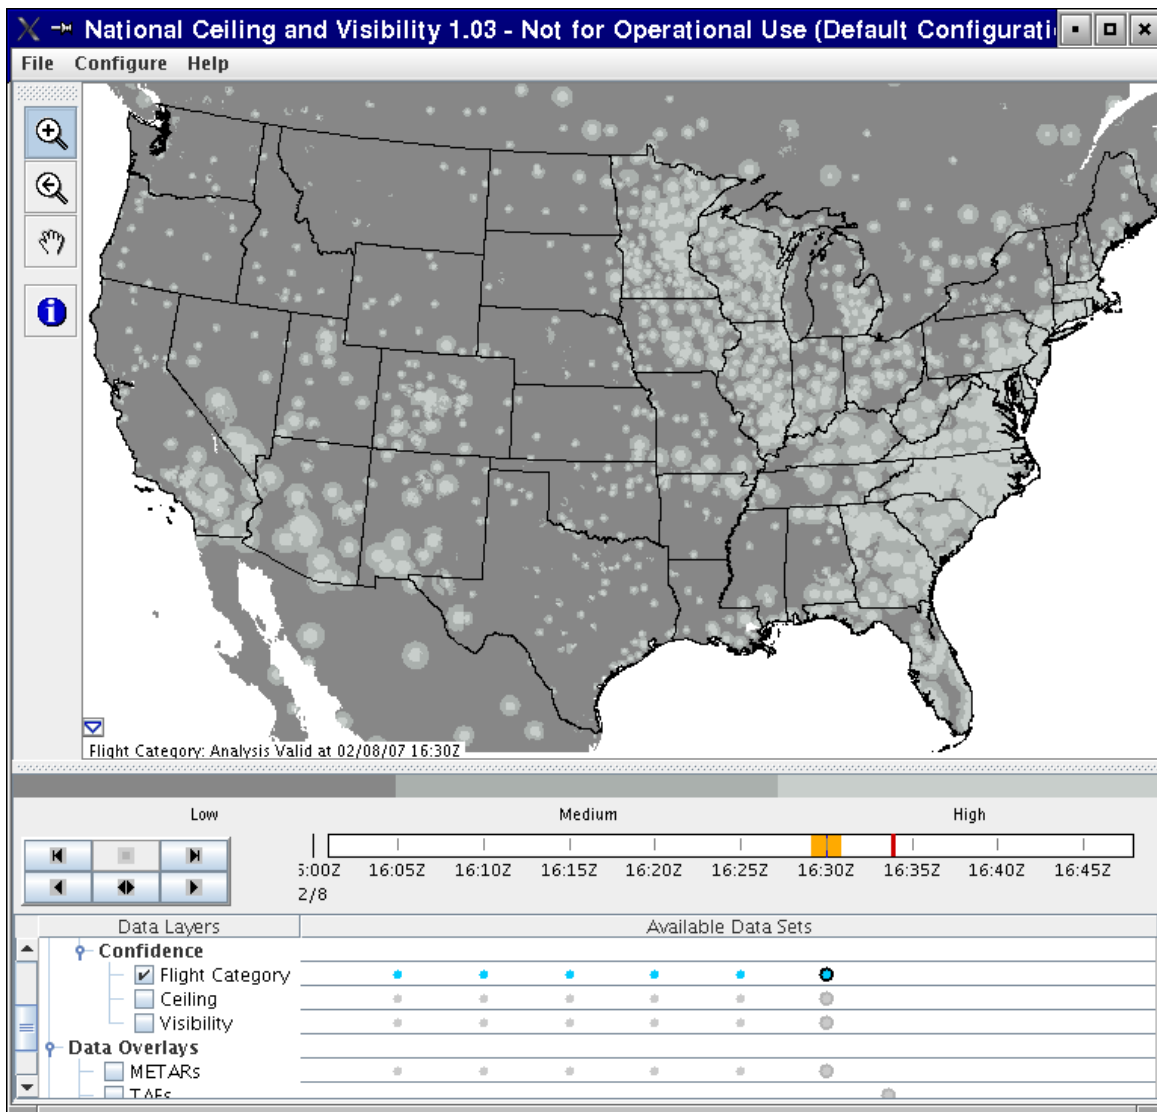 National Ceiling and Visibility 1.03 - Not for Operational Use (Default Configurati
File Configure Help
Flight Category: Analysis Valid at 02/08/07 16:30Z
Low Medium High
5:00Z 16:05Z 16:10Z 16:15Z 16:20Z 16:25Z 16:30Z 16:35Z 16:40Z 16:45Z
2/8
Data Layers Available Data Sets
Confidence
Flight Category
Ceiling
Visibility
Data Overlays
METARs
TAFs